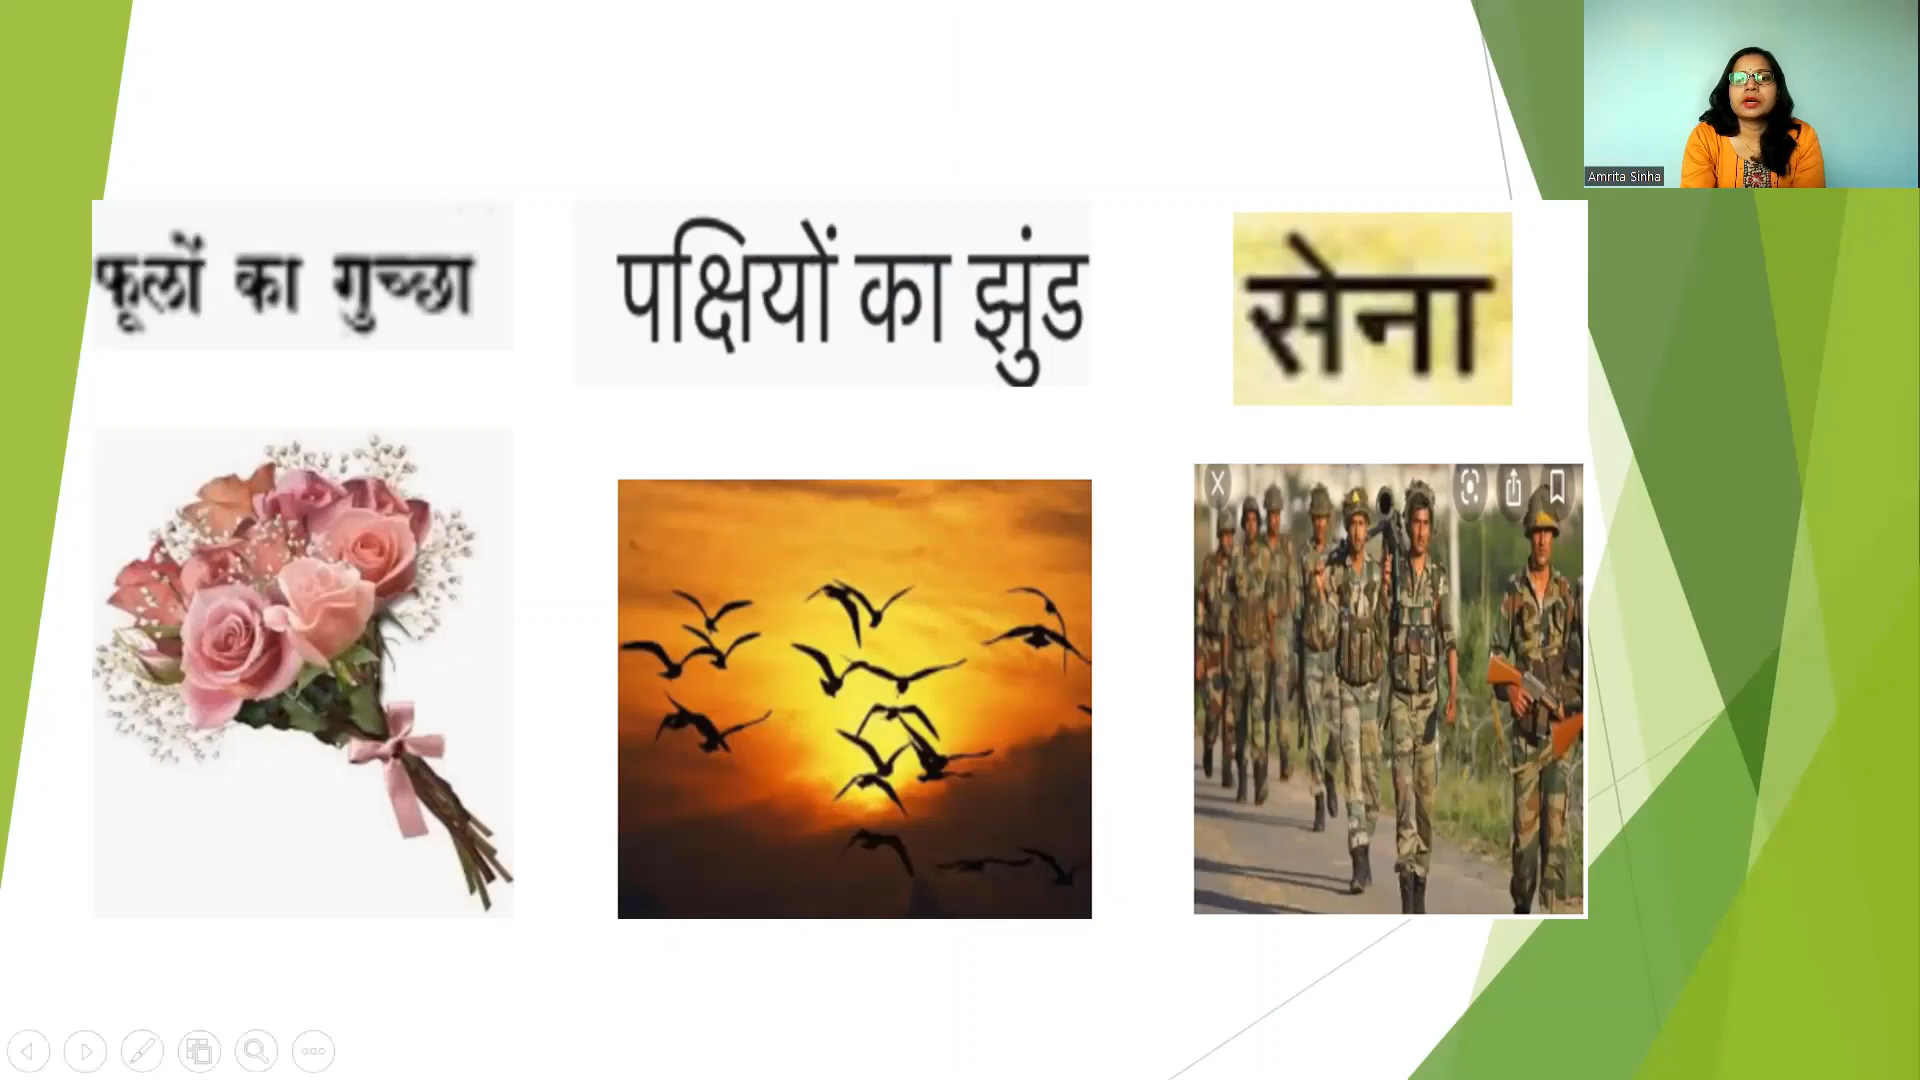 फूलों का गुच्छा
पक्षियों का झुंड
सेना
Amrita Sinha